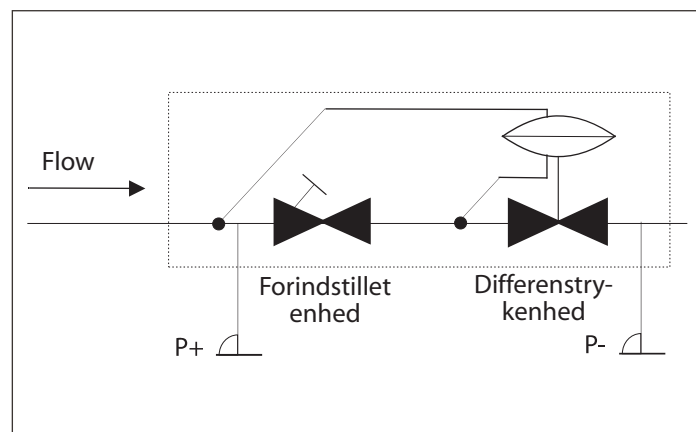 Flow
Forindstillet
enhed
Differenstry-
kenhed
P+
P-